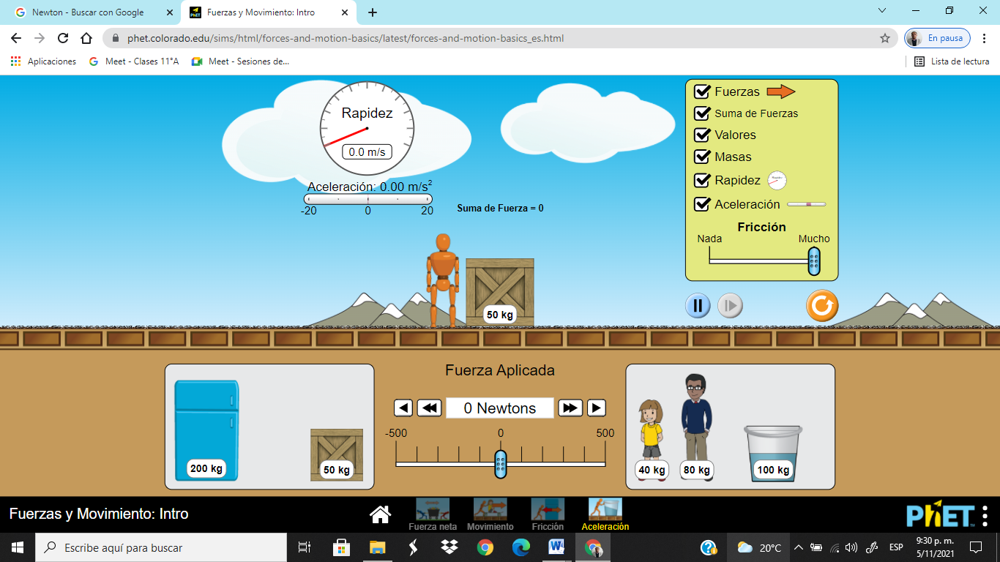 Newton - Buscar con Google
Fuerzas y Movimiento: Intro
phet.colorado.edu/sims/html/forces-and-motion-basics/latest/forces-and-motion-basics_es.html
En pausa
Aplicaciones
Meet - Clases 11°A
Meet - Sesiones de...
Lista de lectura
Rapidez
0.0 m/s
Aceleración: 0.00 m/s²
-20 0 20
Suma de Fuerza = 0
50 kg
Fuerzas
Suma de Fuerzas
Valores
Masas
Rapidez
Aceleración
Fricción
Nada Mucho
200 kg
50 kg
Fuerza Aplicada
0 Newtons
-500 0 500
40 kg
80 kg
100 kg
Fuerzas y Movimiento: Intro
Fuerza neta
Movimiento
Fricción
Aceleración
PhET
Escribe aquí para buscar
20°C
ESP
9:30 p. m.
5/11/2021